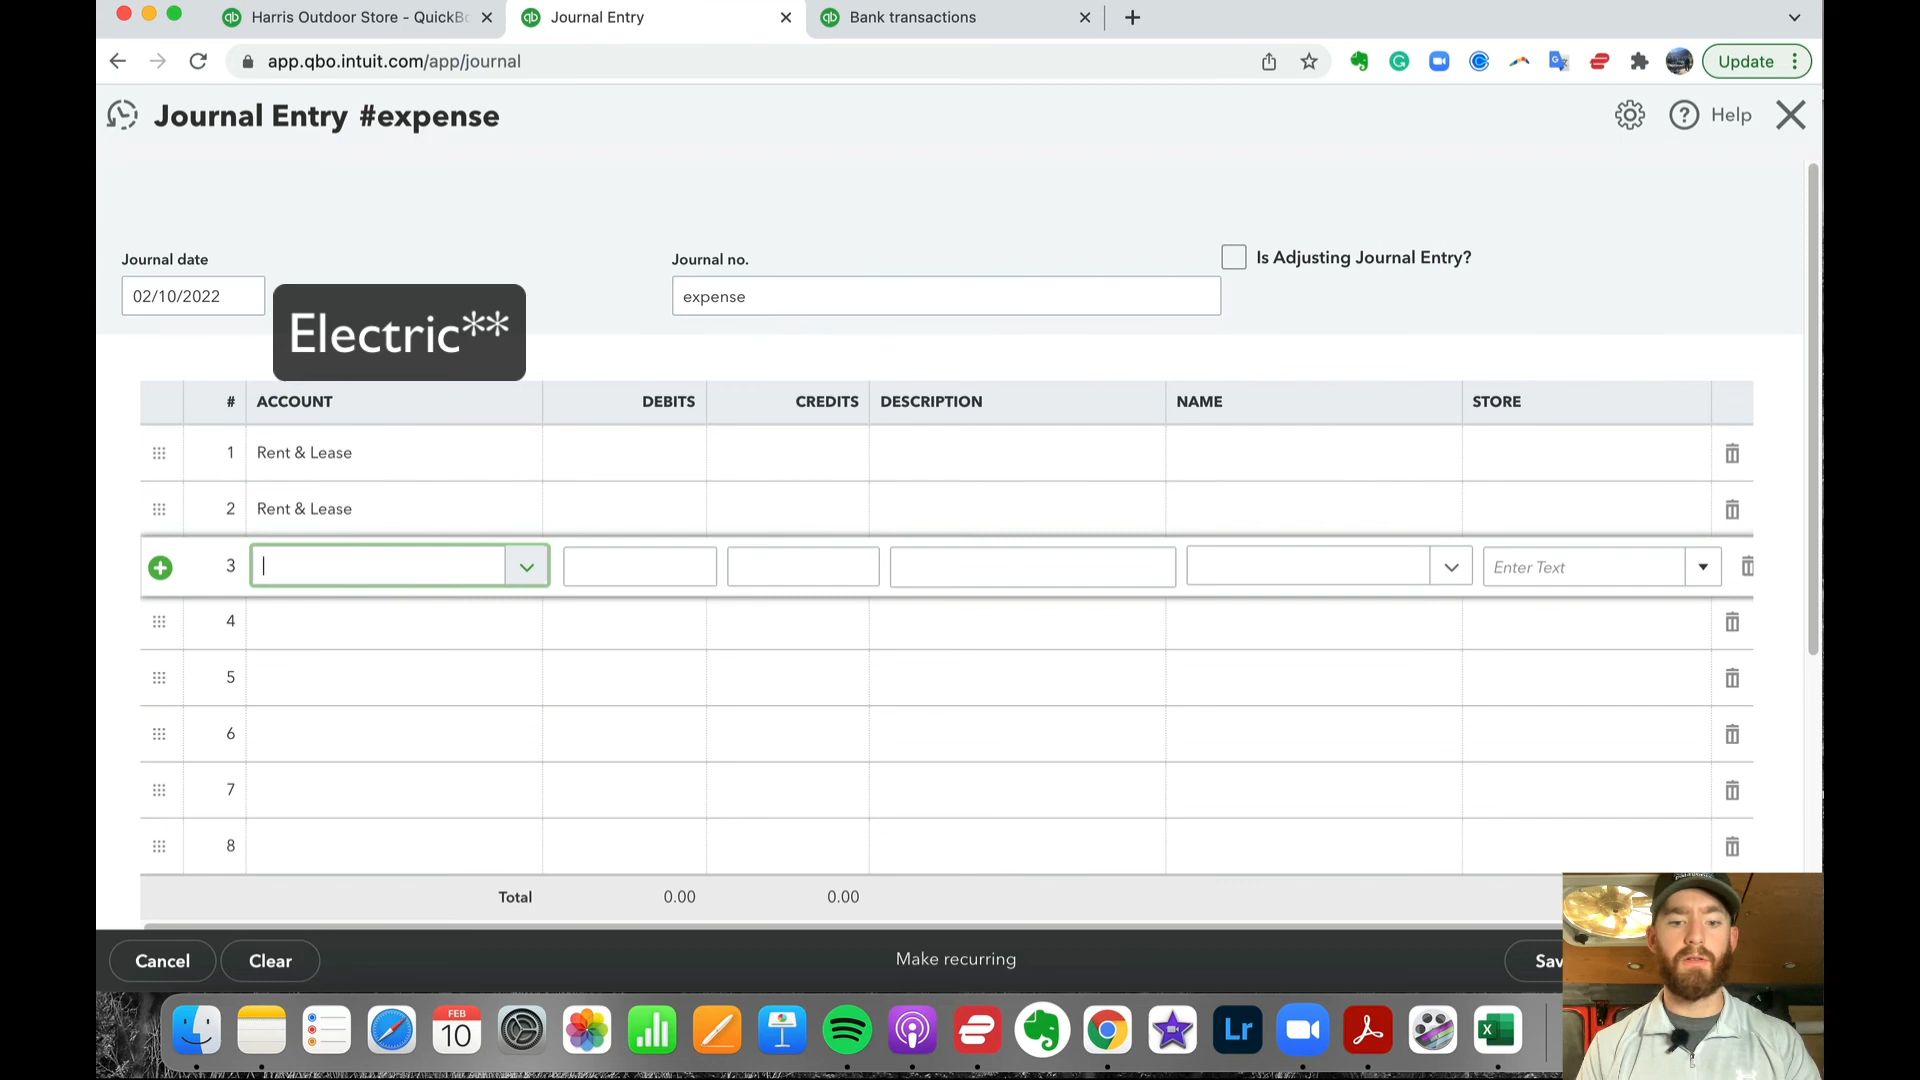 Harris Outdoor Store - QuickBo
Journal Entry
Bank transactions
app.qbo.intuit.com/app/journal
Update
Journal Entry #expense
Help
Journal date
Journal no.
Is Adjusting Journal Entry?
02/10/2022
expense
Electric**
# ACCOUNT DEBITS CREDITS DESCRIPTION NAME STORE
1 Rent & Lease
2 Rent & Lease
3 Enter Text
4
5
6
7
8
Total 0.00 0.00
Cancel
Clear
Make recurring
Sav
FEB
10
Lr
X